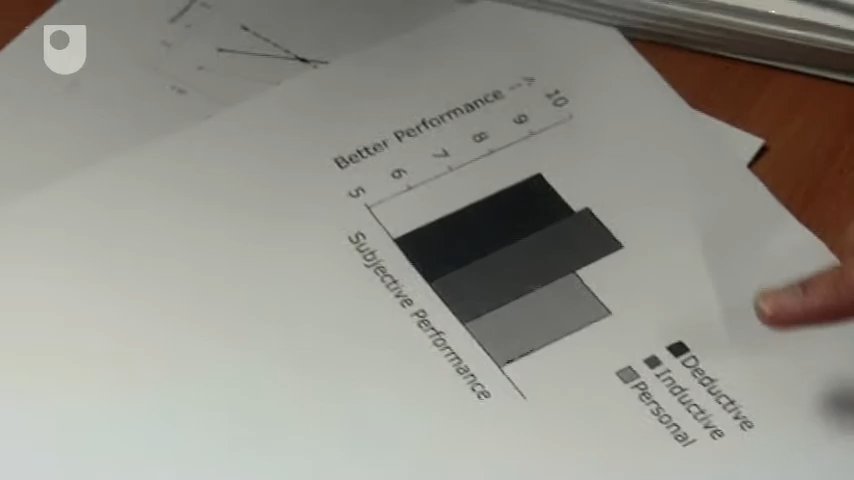 Better Performance -->
10
9
8
7
6
5
Subjective Performance
Deductive
Inductive
Personal